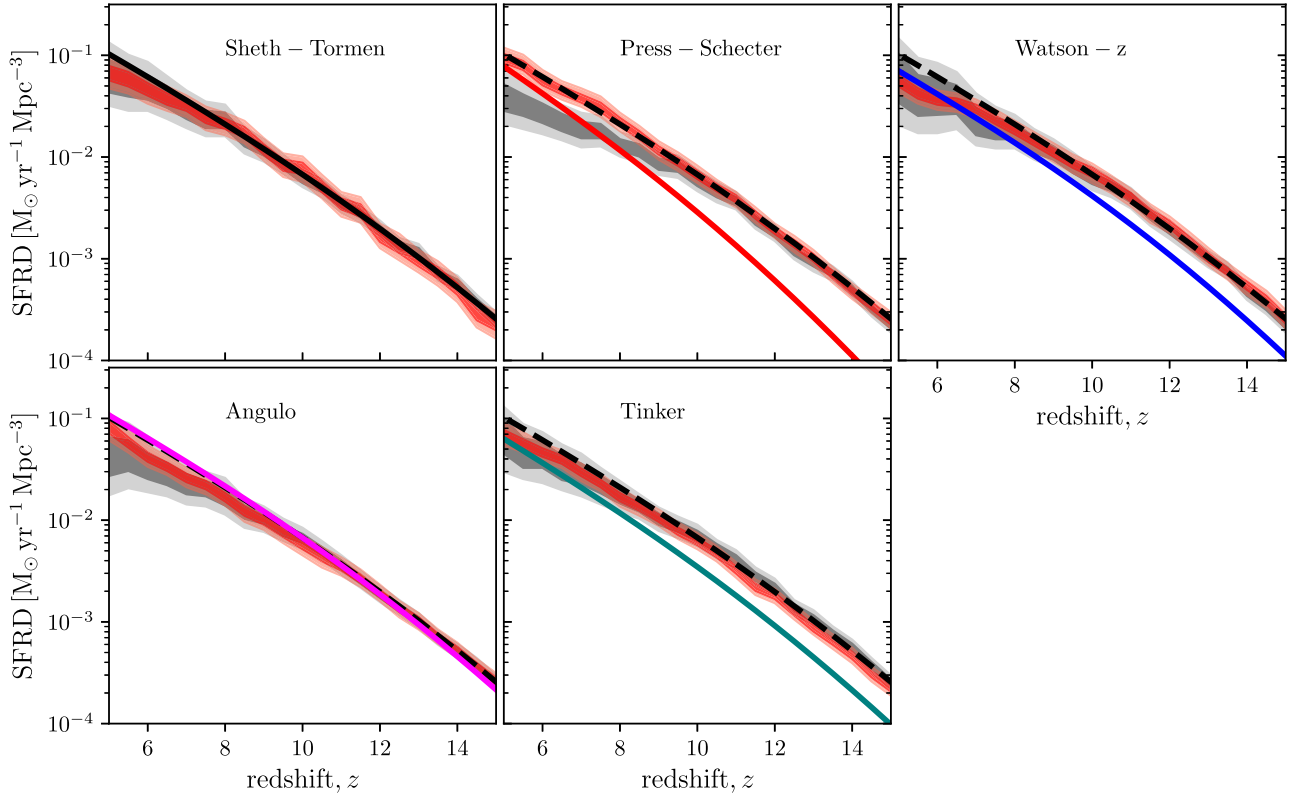 Sheth – Tormen
Press – Schecter
Watson – z
SFRD [M⊙ yr⁻¹ Mpc⁻³]
10⁻¹
10⁻²
10⁻³
10⁻⁴
6 8 10 12 14
redshift, z
Angulo
Tinker
SFRD [M⊙ yr⁻¹ Mpc⁻³]
10⁻¹
10⁻²
10⁻³
10⁻⁴
6 8 10 12 14
redshift, z
6 8 10 12 14
redshift, z